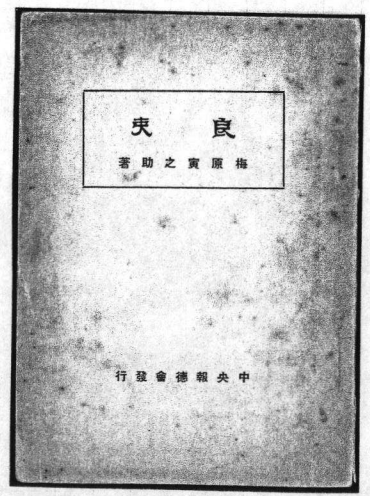 良夫
梅原寅之助著
中央報德會發行